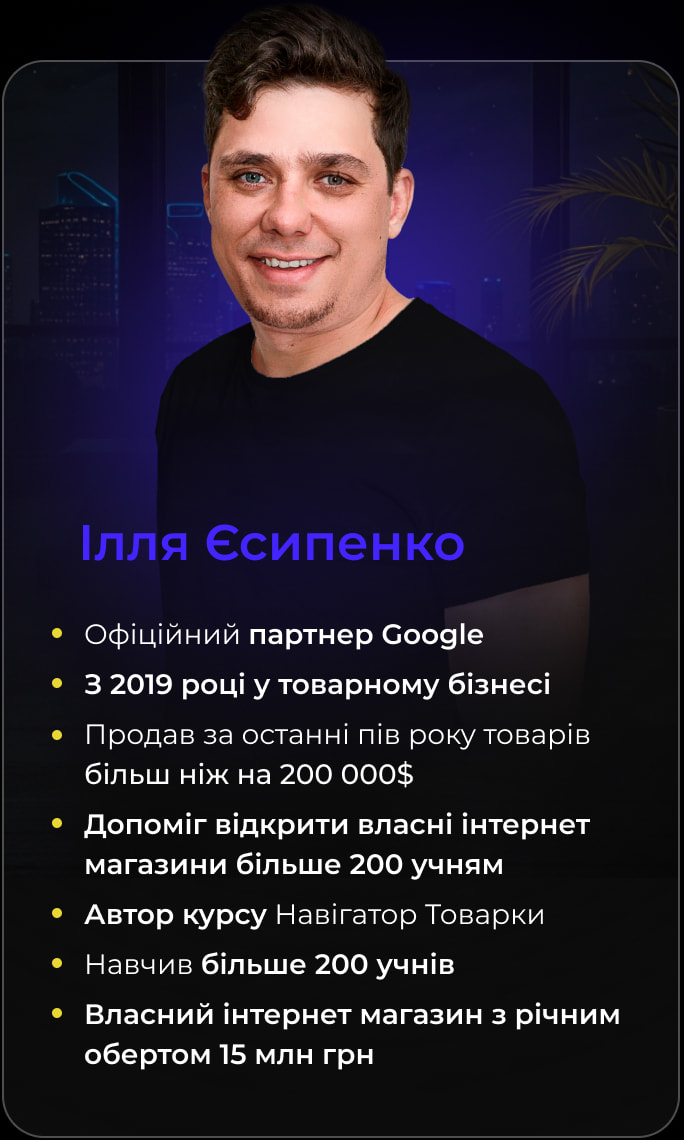 Ілля Єсипенко
Офіційний партнер Google
З 2019 році у товарному бізнесі
Продав за останні пів року товарів
більш ніж на 200 000$
Допоміг відкрити власні інтернет
магазини більше 200 учням
Автор курсу Навігатор Товарки
Навчив більше 200 учнів
Власний інтернет магазин з річним
обертом 15 млн грн